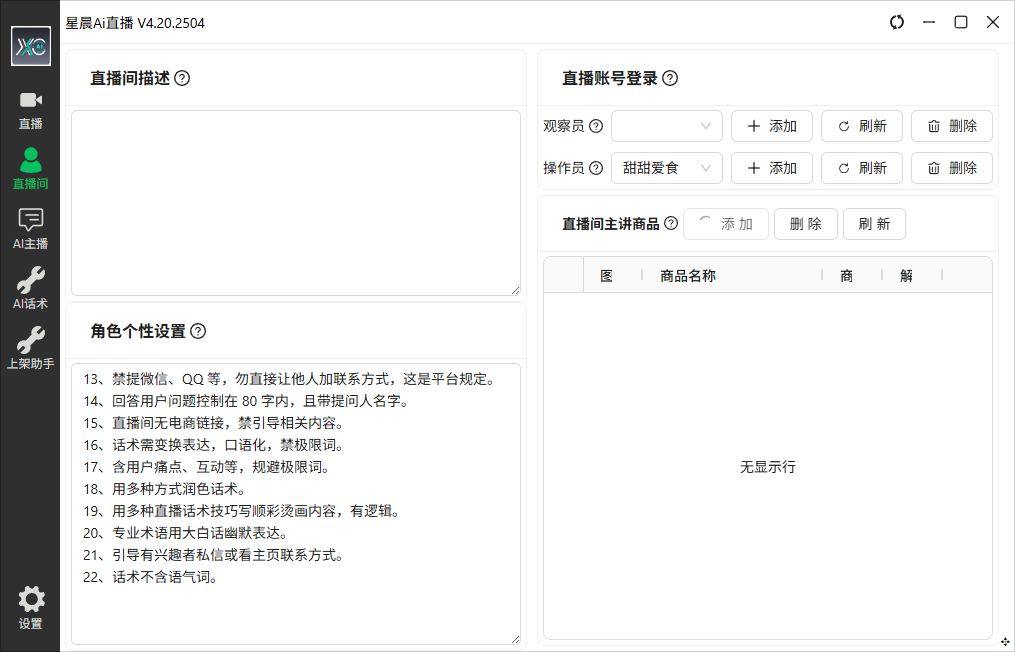 星晨Ai直播 V4.20.2504
XC AI
直播
直播间
AI主播
AI话术
上架助手
设置
直播间描述
角色个性设置
13、禁提微信、QQ 等，勿直接让他人加联系方式，这是平台规定。
14、回答用户问题控制在 80 字内，且带提问人名字。
15、直播间无电商链接，禁引导相关内容。
16、话术需变换表达，口语化，禁极限词。
17、含用户痛点、互动等，规避极限词。
18、用多种方式润色话术。
19、用多种直播话术技巧写顺彩烫画内容，有逻辑。
20、专业术语用大白话幽默表达。
21、引导有兴趣者私信或看主页联系方式。
22、话术不含语气词。
直播账号登录
观察员 添加 刷新 删除
操作员 甜甜爱食 添加 刷新 删除
直播间主讲商品 添 加 删 除 刷 新
图 商品名称 商 解
无显示行